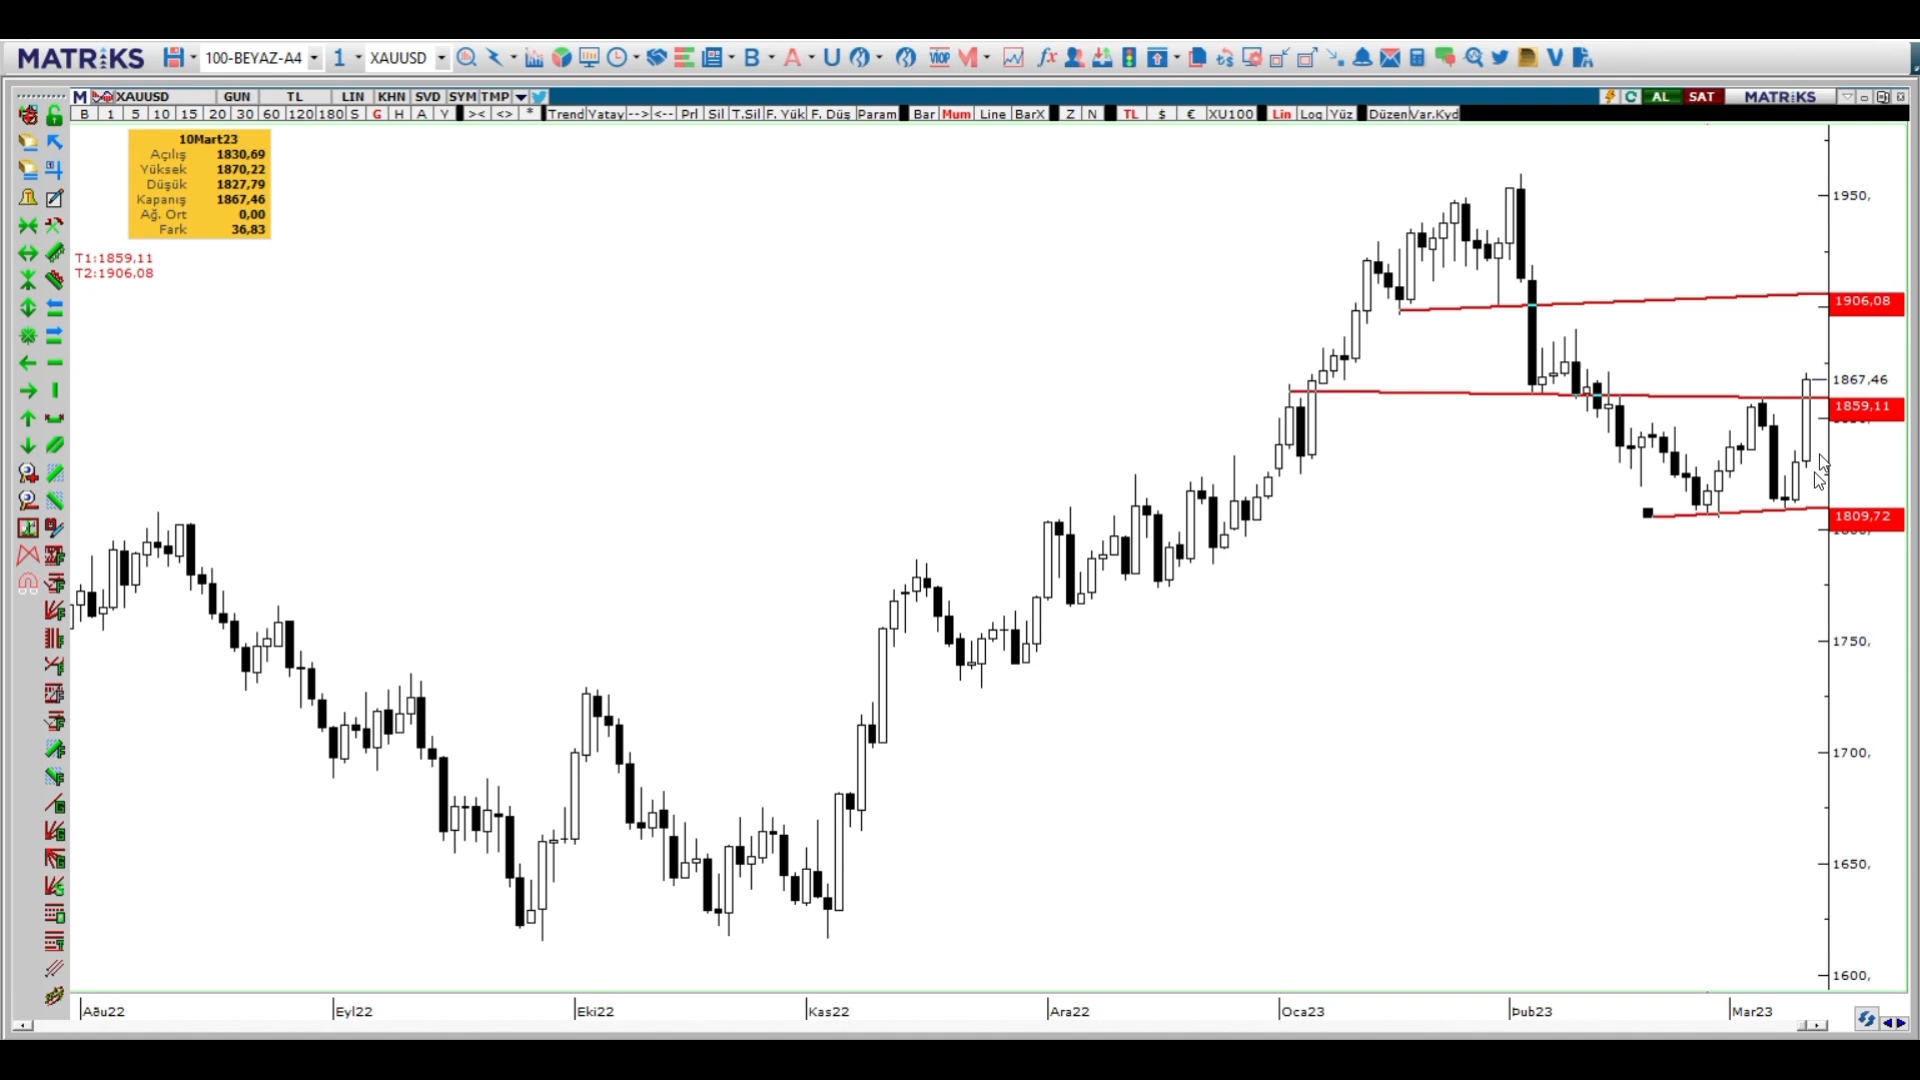 MATRiKS 100-BEYAZ-A4 1 XAUUSD B A U VIOP M fx V
M XAUUSD GUN TL LIN KHN SVD SYM TMP AL SAT MATRiKS
B 1 5 10 15 20 30 60 120 180 S G H A Y >< <> * Trend Yatay --> <-- Prl Sil T.Sil F. Yük F. Düş Param Bar Mum Line BarX Z N TL $ € XU100 Lin Log Yüz Düzen Var.Kyd
10Mart23
Açılış 1830,69
Yüksek 1870,22
Düşük 1827,79
Kapanış 1867,46
Ağ. Ort 0,00
Fark 36,83
T1:1859,11
T2:1906,08
1950,
1906,08
1867,46
1859,11
1809,72
1750,
1700,
1650,
1600,
Aðu22 Eyl22 Eki22 Kas22 Ara22 Oca23 Þub23 Mar23